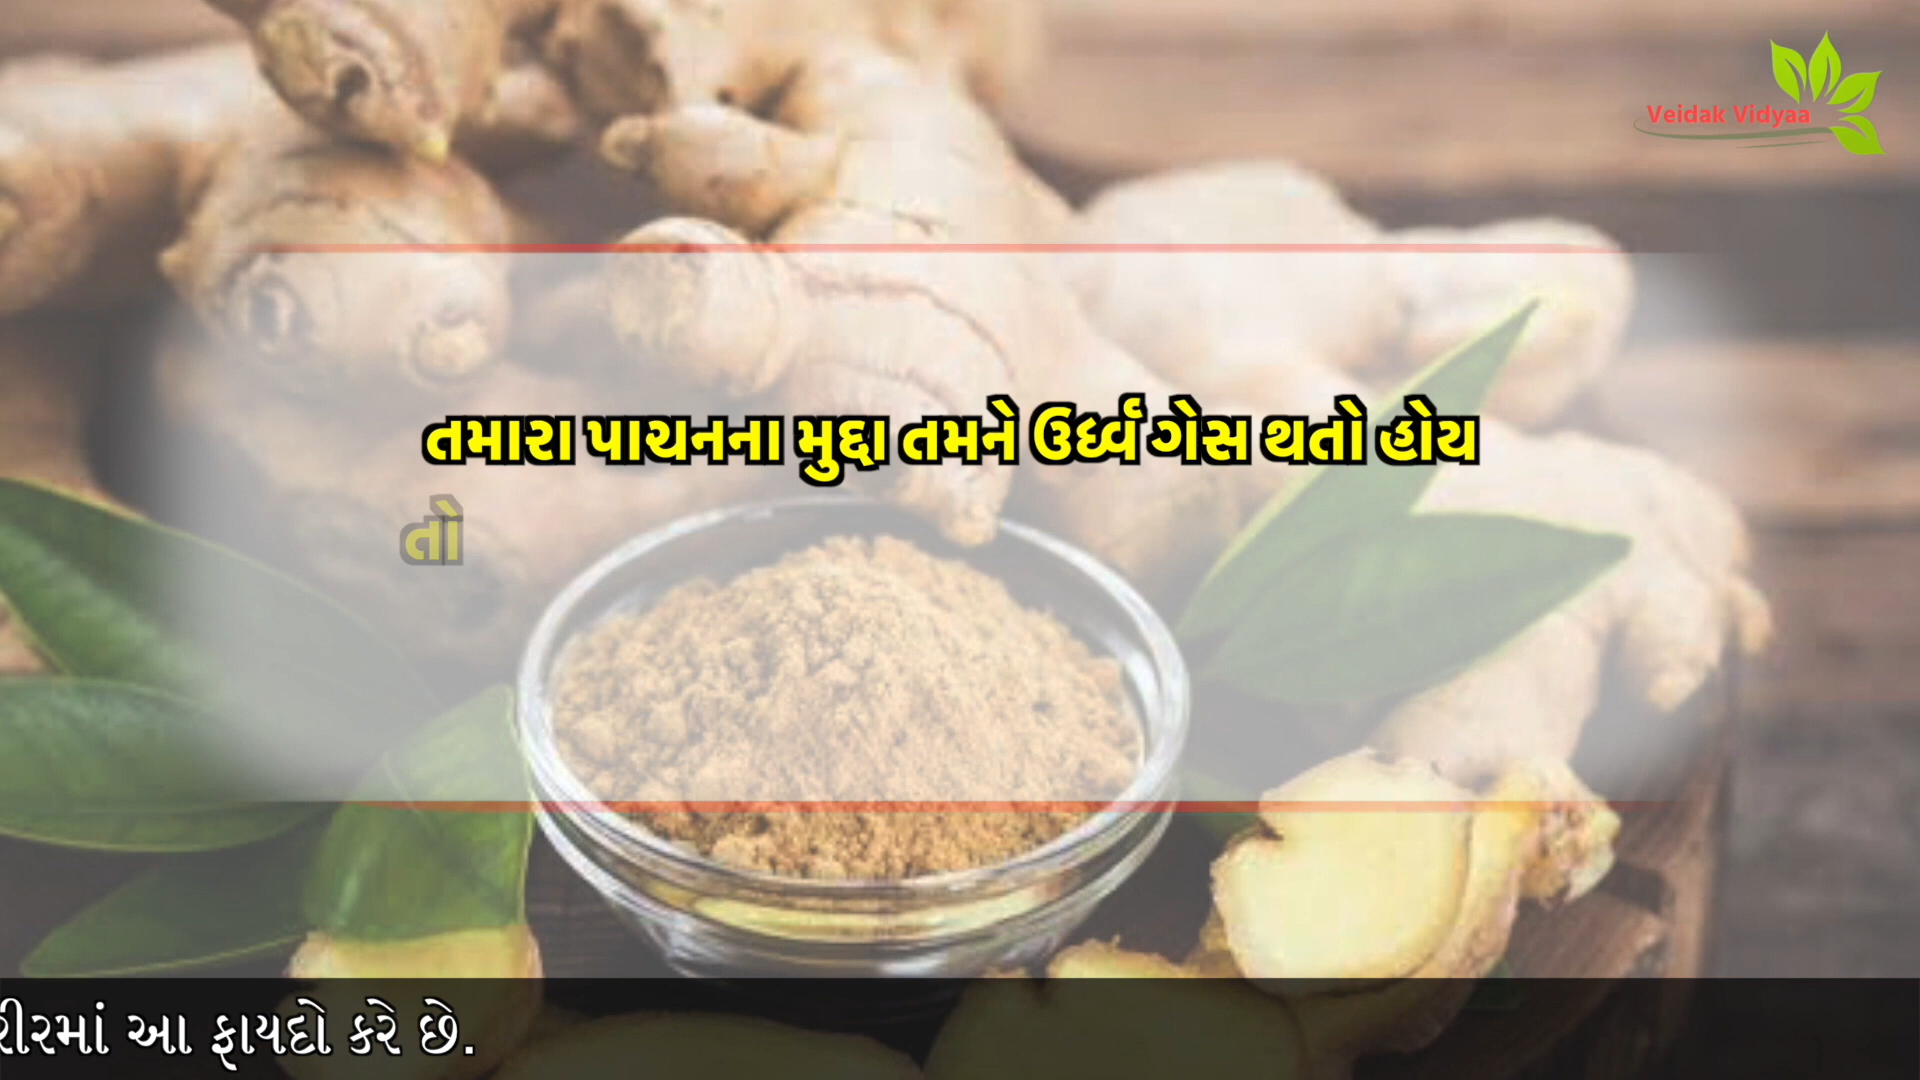 Veidak Vidyaa
તમારા પાચનના મુદ્દા તમને ઉર્ધ્વં ગેસ થતો હોય
તો
રીરમાં આ ફાયદો કરે છે.